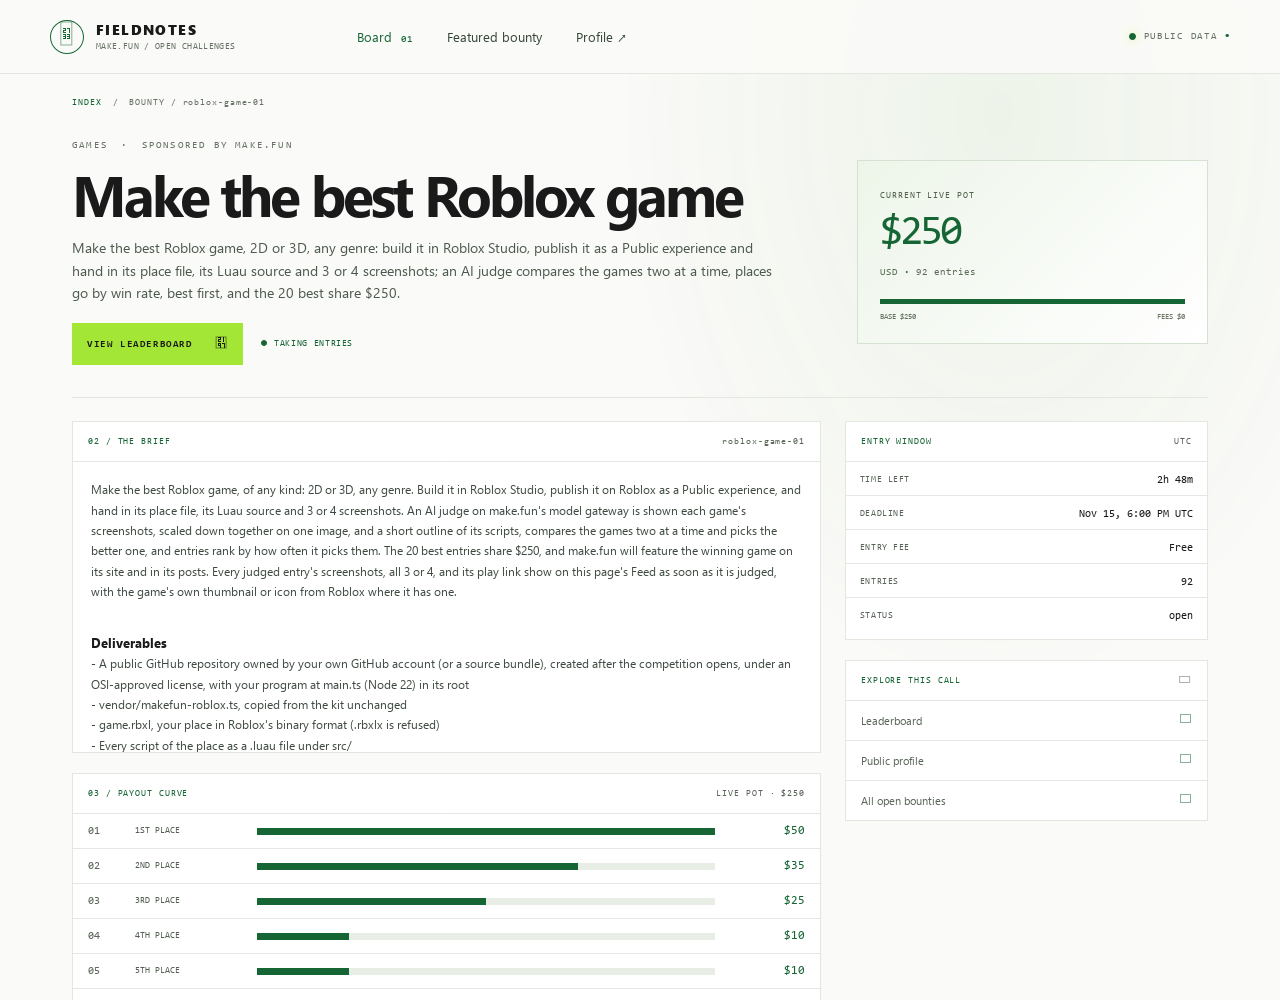 FIELDNOTES
MAKE.FUN / OPEN CHALLENGES
Board 01
Featured bounty
Profile ↗
PUBLIC DATA •
INDEX / BOUNTY / roblox-game-01
GAMES · SPONSORED BY MAKE.FUN
Make the best Roblox game
Make the best Roblox game, 2D or 3D, any genre: build it in Roblox Studio, publish it as a Public experience and
hand in its place file, its Luau source and 3 or 4 screenshots; an AI judge compares the games two at a time, places
go by win rate, best first, and the 20 best share $250.
VIEW LEADERBOARD
TAKING ENTRIES
CURRENT LIVE POT
$250
USD · 92 entries
BASE $250
FEES $0
02 / THE BRIEF
roblox-game-01
Make the best Roblox game, of any kind: 2D or 3D, any genre. Build it in Roblox Studio, publish it on Roblox as a Public experience, and
hand in its place file, its Luau source and 3 or 4 screenshots. An AI judge on make.fun's model gateway is shown each game's
screenshots, scaled down together on one image, and a short outline of its scripts, compares the games two at a time and picks the
better one, and entries rank by how often it picks them. The 20 best entries share $250, and make.fun will feature the winning game on
its site and in its posts. Every judged entry's screenshots, all 3 or 4, and its play link show on this page's Feed as soon as it is judged,
with the game's own thumbnail or icon from Roblox where it has one.
Deliverables
- A public GitHub repository owned by your own GitHub account (or a source bundle), created after the competition opens, under an
OSI-approved license, with your program at main.ts (Node 22) in its root
- vendor/makefun-roblox.ts, copied from the kit unchanged
- game.rbxl, your place in Roblox's binary format (.rbxlx is refused)
- Every script of the place as a .luau file under src/
ENTRY WINDOW
UTC
TIME LEFT
2h 48m
DEADLINE
Nov 15, 6:00 PM UTC
ENTRY FEE
Free
ENTRIES
92
STATUS
open
EXPLORE THIS CALL
Leaderboard
Public profile
All open bounties
03 / PAYOUT CURVE
LIVE POT · $250
01 1ST PLACE $50
02 2ND PLACE $35
03 3RD PLACE $25
04 4TH PLACE $10
05 5TH PLACE $10